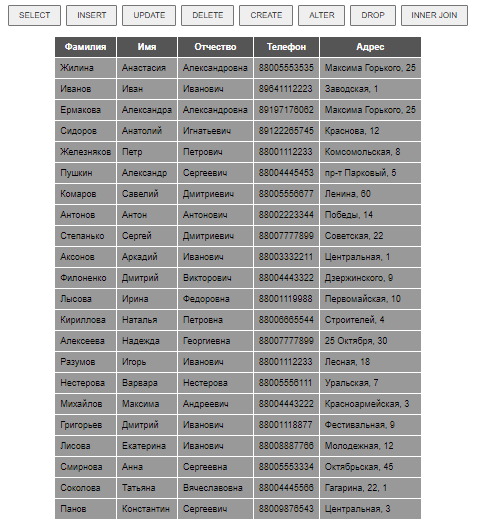 SELECT INSERT UPDATE DELETE CREATE ALTER DROP INNER JOIN
Фамилия Имя Отчество Телефон Адрес
Жилина Анастасия Александровна 88005553535 Максима Горького, 25
Иванов Иван Иванович 89641112223 Заводская, 1
Ермакова Александра Александровна 89197176062 Максима Горького, 25
Сидоров Анатолий Игнатьевич 89122265745 Краснова, 12
Железняков Петр Петрович 88001112233 Комсомольская, 8
Пушкин Александр Сергеевич 88004445453 пр-т Парковый, 5
Комаров Савелий Дмитриевич 88005556677 Ленина, 60
Антонов Антон Антонович 88002223344 Победы, 14
Степанько Сергей Дмитриевич 88007777899 Советская, 22
Аксонов Аркадий Иванович 88003332211 Центральная, 1
Филоненко Дмитрий Викторович 88004443322 Дзержинского, 9
Лысова Ирина Федоровна 88001119988 Первомайская, 10
Кириллова Наталья Петровна 88006665544 Строителей, 4
Алексеева Надежда Георгиевна 88007777899 25 Октября, 30
Разумов Игорь Иванович 88001112233 Лесная, 18
Нестерова Варвара Нестерова 88005556111 Уральская, 7
Михайлов Максима Андреевич 88004443222 Красноармейская, 3
Григорьев Дмитрий Иванович 88001118877 Фестивальная, 9
Лисова Екатерина Иванович 88008887766 Молодежная, 12
Смирнова Анна Сергеевна 88005553334 Октябрьская, 45
Соколова Татьяна Вячеславовна 88004445566 Гагарина, 22, 1
Панов Константин Сергеевич 88009876543 Центральная, 3